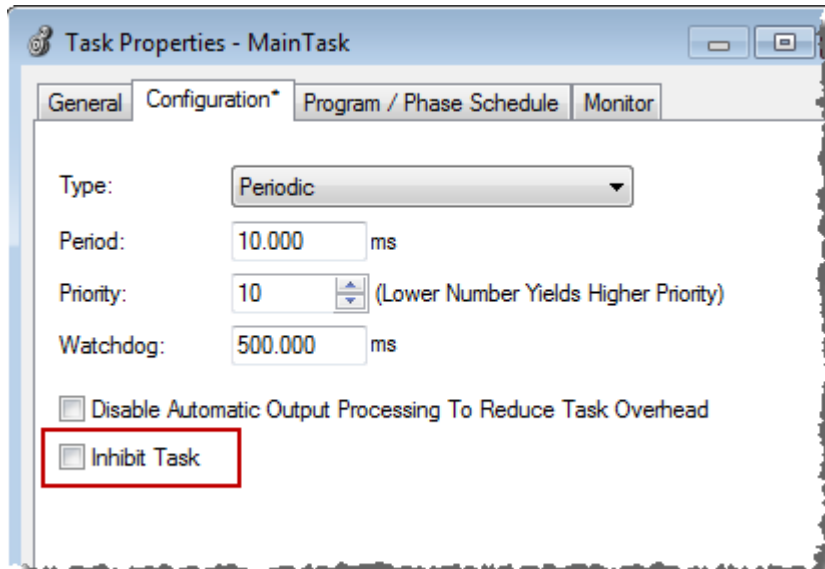 Task Properties - MainTask
General Configuration* Program / Phase Schedule Monitor
Type: Periodic
Period: 10.000 ms
Priority: 10 (Lower Number Yields Higher Priority)
Watchdog: 500.000 ms
Disable Automatic Output Processing To Reduce Task Overhead
Inhibit Task